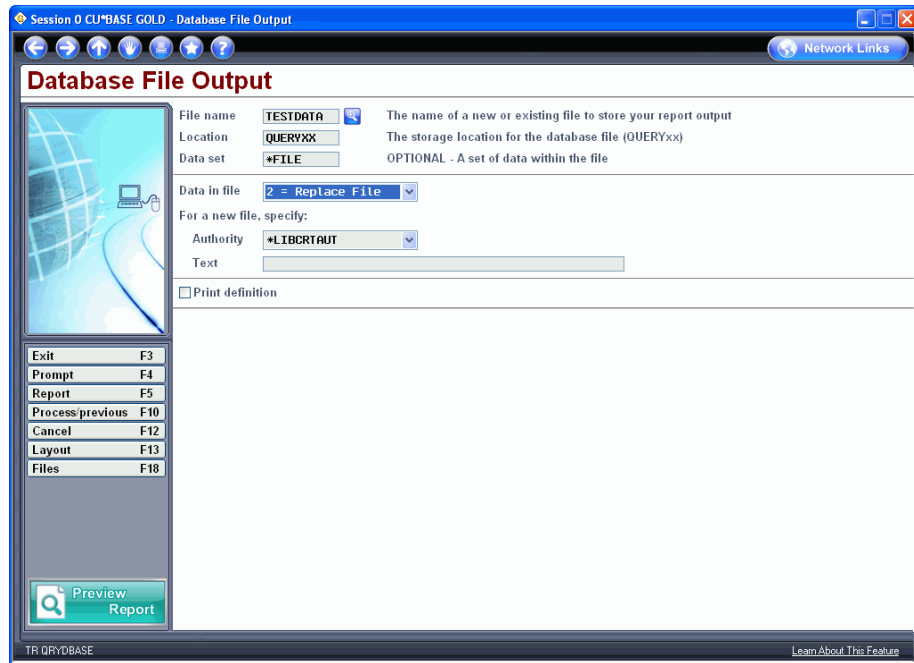 Session 0 CU*BASE GOLD - Database File Output
Network Links
Database File Output
File name TESTDATA The name of a new or existing file to store your report output
Location QUERYXX The storage location for the database file (QUERYxx)
Data set *FILE OPTIONAL - A set of data within the file
Data in file 2 = Replace File
For a new file, specify:
Authority *LIBCRTAUT
Text
Print definition
Exit F3
Prompt F4
Report F5
Process/previous F10
Cancel F12
Layout F13
Files F18
Preview
Report
TR QRYDBASE
Learn About This Feature